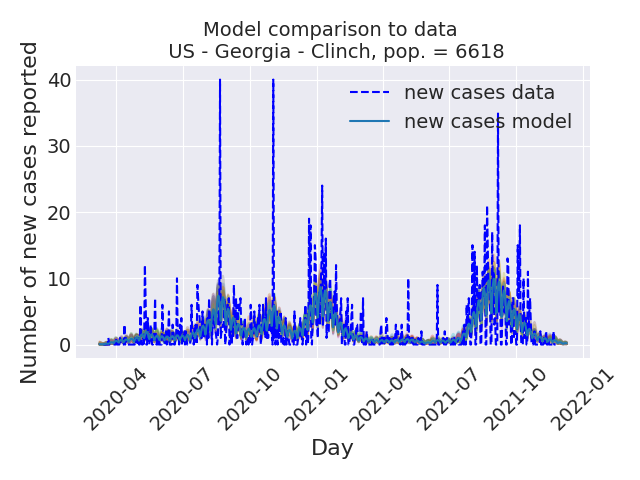 Model comparison to data
US - Georgia - Clinch, pop. = 6618
Number of new cases reported
40
30
20
10
0
new cases data
new cases model
2020-04
2020-07
2020-10
2021-01
2021-04
2021-07
2021-10
2022-01
Day